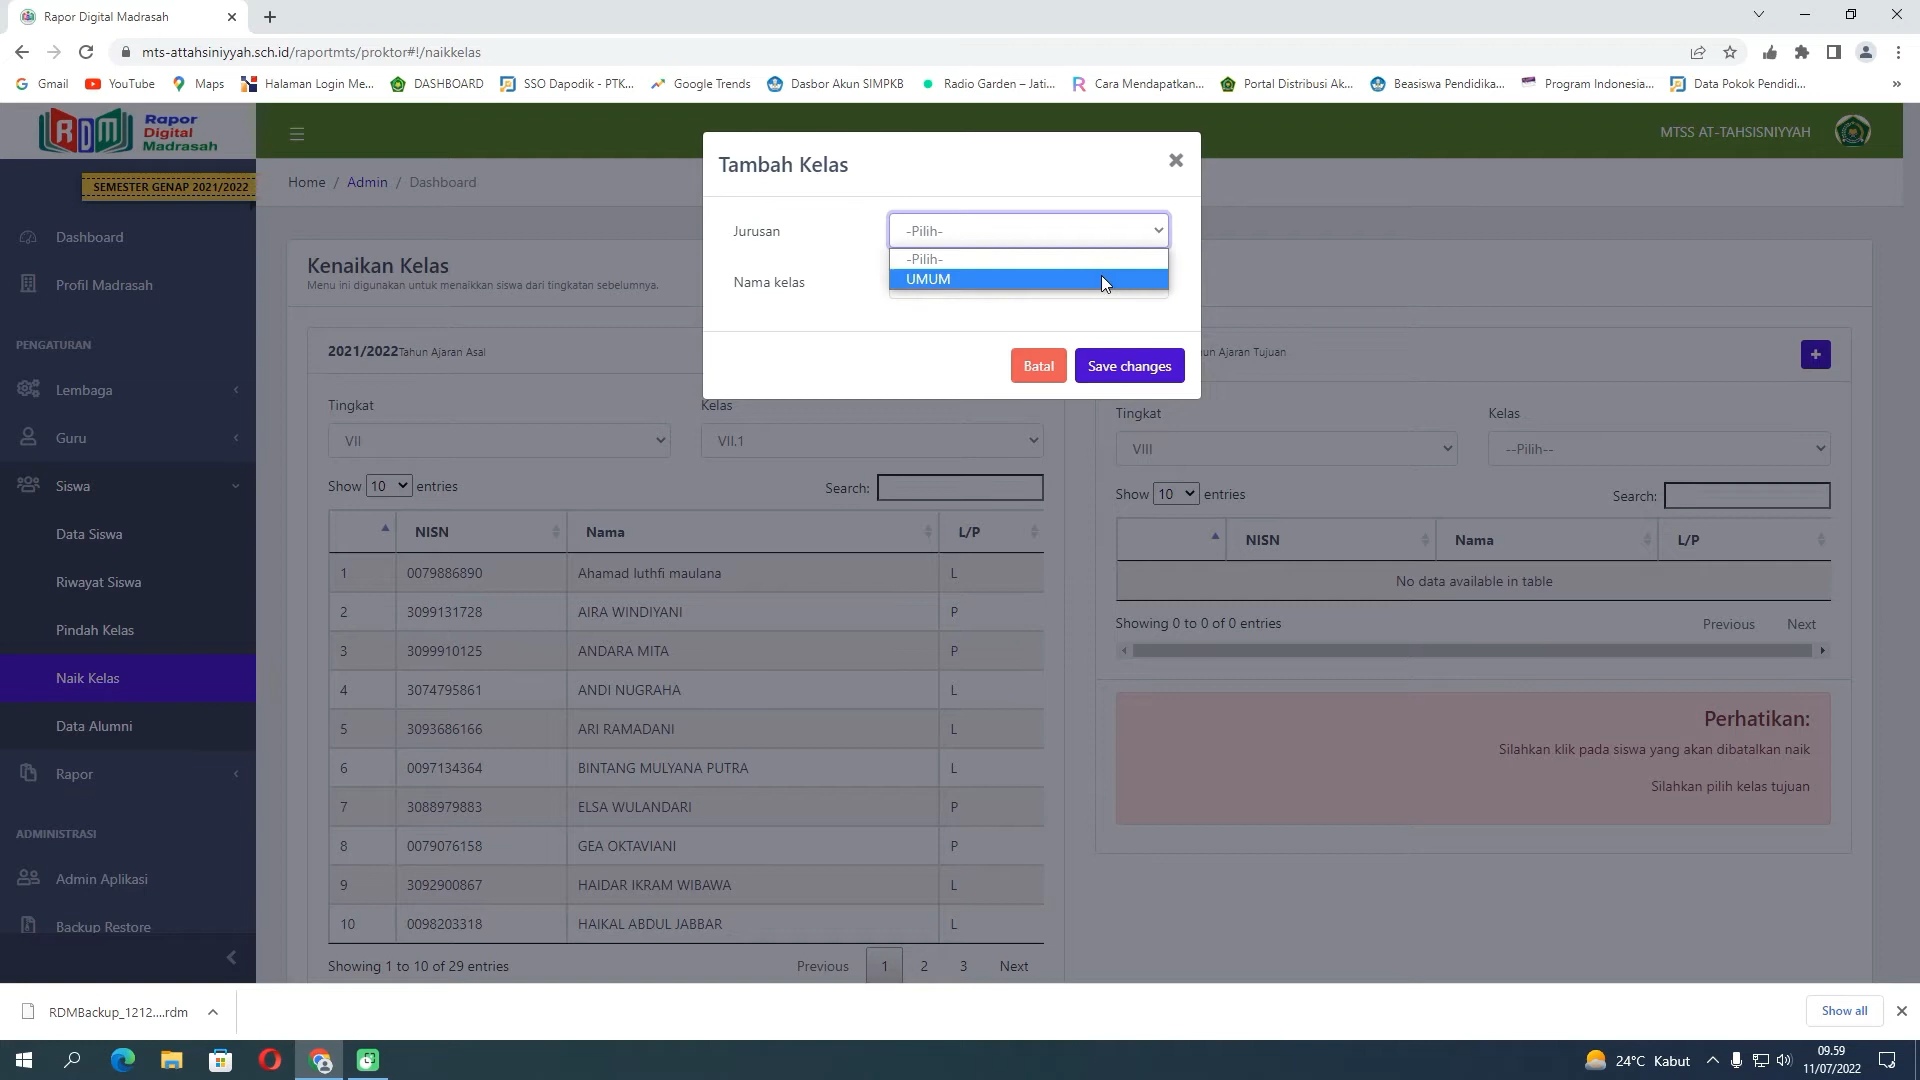 Rapor Digital Madrasah
mts-attahsiniyyah.sch.id/raportmts/proktor#!/naikkelas
Gmail
YouTube
Maps
Halaman Login Me...
DASHBOARD
SSO Dapodik - PTK...
Google Trends
Dasbor Akun SIMPKB
Radio Garden – Jati...
Cara Mendapatkan...
Portal Distribusi Ak...
Beasiswa Pendidika...
Program Indonesia...
Data Pokok Pendidi...
»
RDM Rapor
Digital
Madrasah
MTSS AT-TAHSISNIYYAH
SEMESTER GENAP 2021/2022
Home / Admin / Dashboard
Dashboard
Profil Madrasah
PENGATURAN
Lembaga
Guru
Siswa
Data Siswa
Riwayat Siswa
Pindah Kelas
Naik Kelas
Data Alumni
Rapor
ADMINISTRASI
Admin Aplikasi
Backup Restore
Tambah Kelas
Jurusan
-Pilih-
-Pilih-
UMUM
Nama kelas
Batal
Save changes
Kenaikan Kelas
Menu ini digunakan untuk menaikkan siswa dari tingkatan sebelumnya.
2021/2022 Tahun Ajaran Asal
Tingkat
Kelas
VII
VII.1
Show 10 entries
Search:
NISN Nama L/P
1 0079886890 Ahamad luthfi maulana L
2 3099131728 AIRA WINDIYANI P
3 3099910125 ANDARA MITA P
4 3074795861 ANDI NUGRAHA L
5 3093686166 ARI RAMADANI L
6 0097134364 BINTANG MULYANA PUTRA L
7 3088979883 ELSA WULANDARI P
8 0079076158 GEA OKTAVIANI P
9 3092900867 HAIDAR IKRAM WIBAWA L
10 0098203318 HAIKAL ABDUL JABBAR L
Showing 1 to 10 of 29 entries
Previous 1 2 3 Next
un Ajaran Tujuan
+
Tingkat
Kelas
VIII
--Pilih--
Show 10 entries
Search:
NISN Nama L/P
No data available in table
Showing 0 to 0 of 0 entries
Previous Next
Perhatikan:
Silahkan klik pada siswa yang akan dibatalkan naik
Silahkan pilih kelas tujuan
RDMBackup_1212....rdm
Show all
24°C Kabut
09.59
11/07/2022